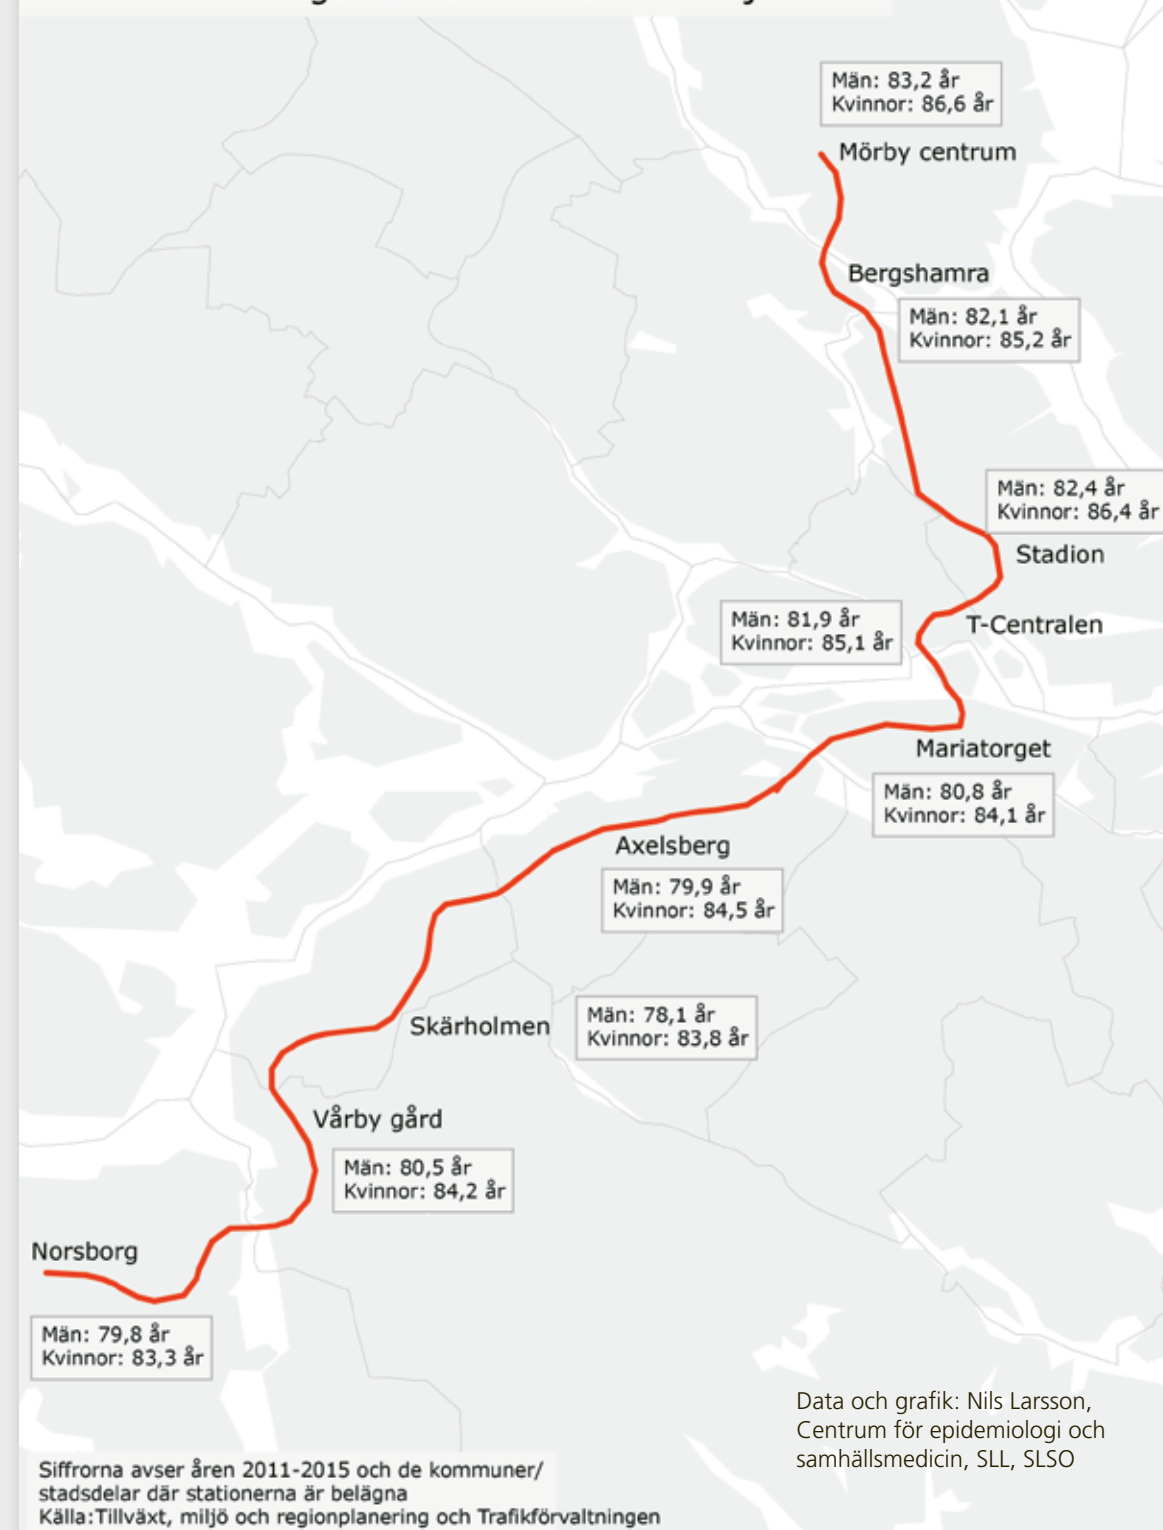 Män: 83,2 år
Kvinnor: 86,6 år
Mörby centrum
Bergshamra
Män: 82,1 år
Kvinnor: 85,2 år
Män: 82,4 år
Kvinnor: 86,4 år
Stadion
Män: 81,9 år
Kvinnor: 85,1 år
T-Centralen
Mariatorget
Män: 80,8 år
Kvinnor: 84,1 år
Axelsberg
Män: 79,9 år
Kvinnor: 84,5 år
Skärholmen
Män: 78,1 år
Kvinnor: 83,8 år
Vårby gård
Män: 80,5 år
Kvinnor: 84,2 år
Norsborg
Män: 79,8 år
Kvinnor: 83,3 år
Data och grafik: Nils Larsson,
Centrum för epidemiologi och
samhällsmedicin, SLL, SLSO
Siffrorna avser åren 2011-2015 och de kommuner/
stadsdelar där stationerna är belägna
Källa:Tillväxt, miljö och regionplanering och Trafikförvaltningen